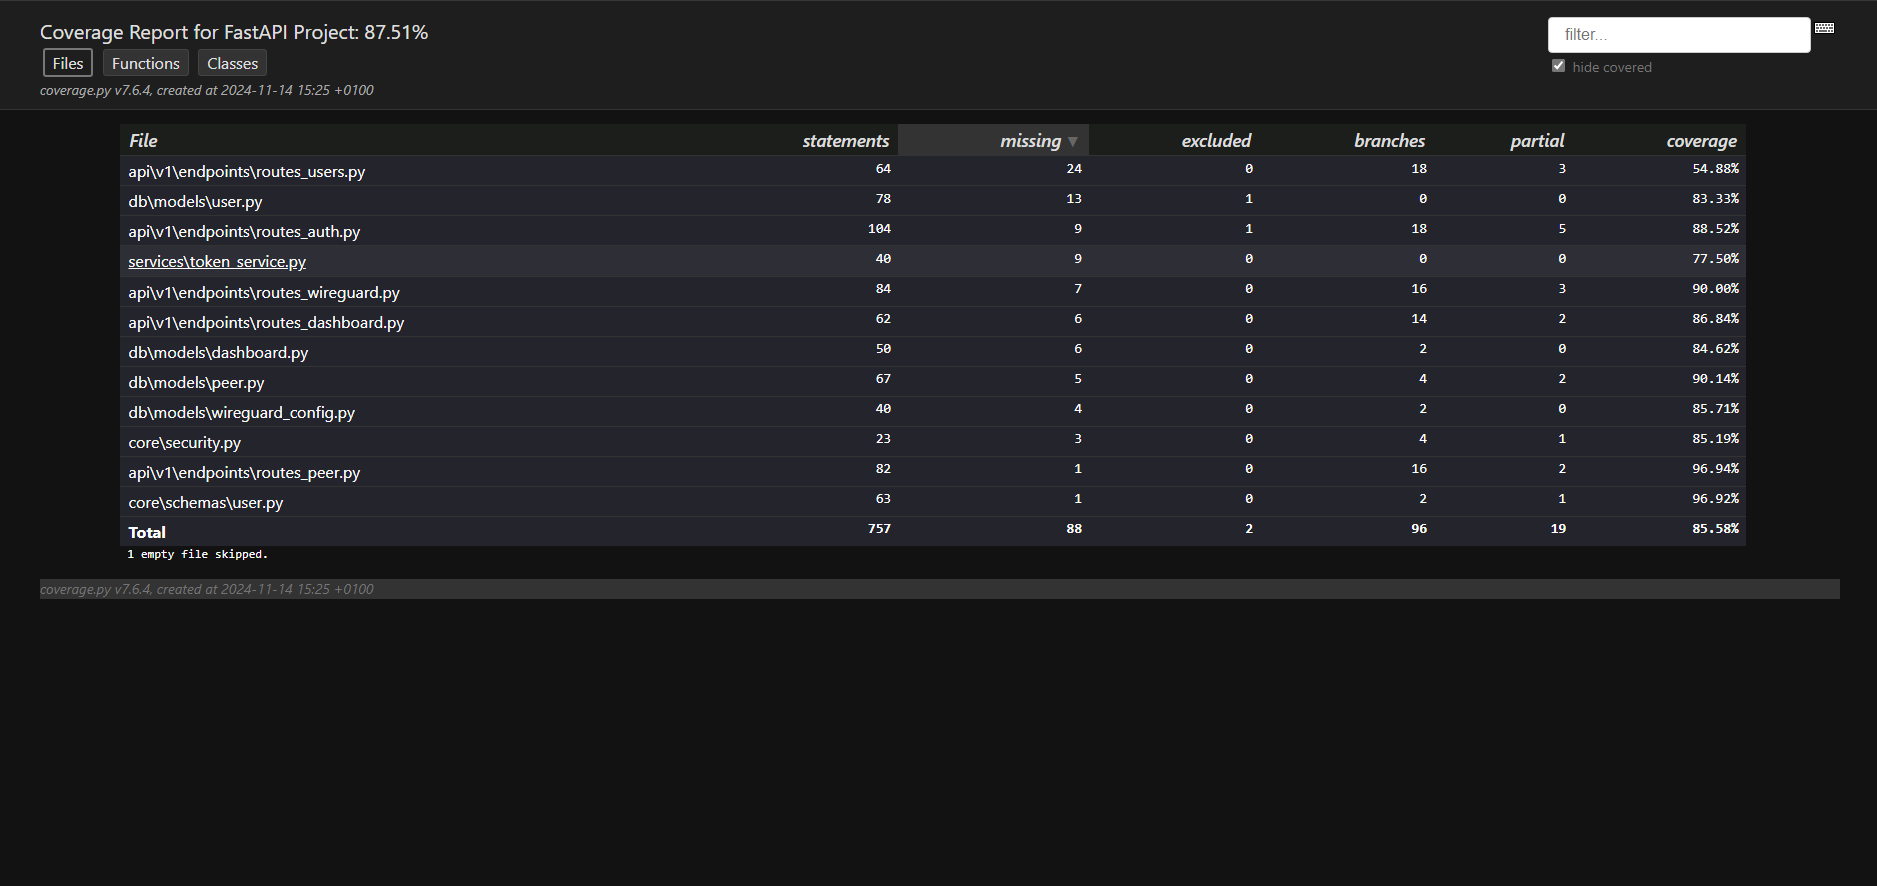 Coverage Report for FastAPI Project: 87.51%
filter...
Files Functions Classes
hide covered
coverage.py v7.6.4, created at 2024-11-14 15:25 +0100
File statements missing ▼ excluded branches partial coverage
api\v1\endpoints\routes_users.py 64 24 0 18 3 54.88%
db\models\user.py 78 13 1 0 0 83.33%
api\v1\endpoints\routes_auth.py 104 9 1 18 5 88.52%
services\token_service.py 40 9 0 0 0 77.50%
api\v1\endpoints\routes_wireguard.py 84 7 0 16 3 90.00%
api\v1\endpoints\routes_dashboard.py 62 6 0 14 2 86.84%
db\models\dashboard.py 50 6 0 2 0 84.62%
db\models\peer.py 67 5 0 4 2 90.14%
db\models\wireguard_config.py 40 4 0 2 0 85.71%
core\security.py 23 3 0 4 1 85.19%
api\v1\endpoints\routes_peer.py 82 1 0 16 2 96.94%
core\schemas\user.py 63 1 0 2 1 96.92%
Total 757 88 2 96 19 85.58%
1 empty file skipped.
coverage.py v7.6.4, created at 2024-11-14 15:25 +0100